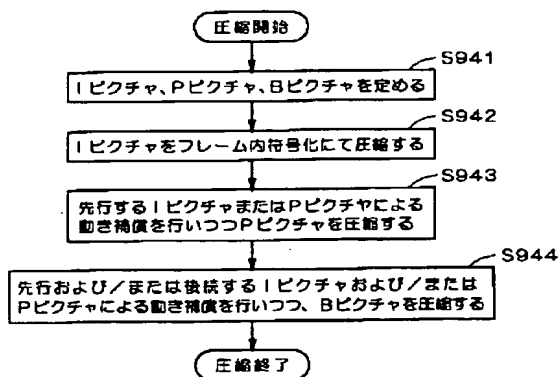 圧縮開始
S941
Iピクチャ、Pピクチャ、Bピクチャを定める
S942
Iピクチャをフレーム内符号化にて圧縮する
S943
先行するIピクチャまたはPピクチヤによる
動き補償を行いつつPピクチャを圧縮する
S944
先行および/または後続するIピクチャおよび/または
Pピクチャによる動き補償を行いつつ、Bピクチャを圧縮する
圧縮終了